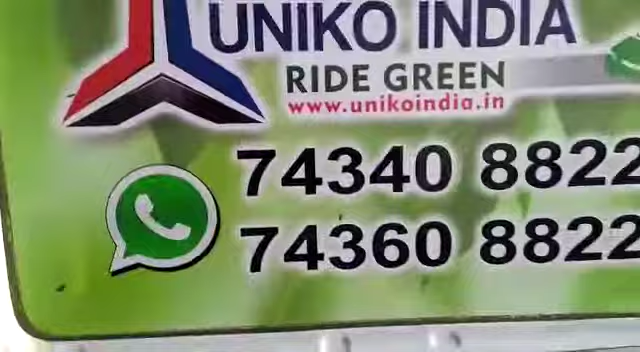 UNIKO INDIA
RIDE GREEN
www.unikoindia.in
74340 8822
74360 8822